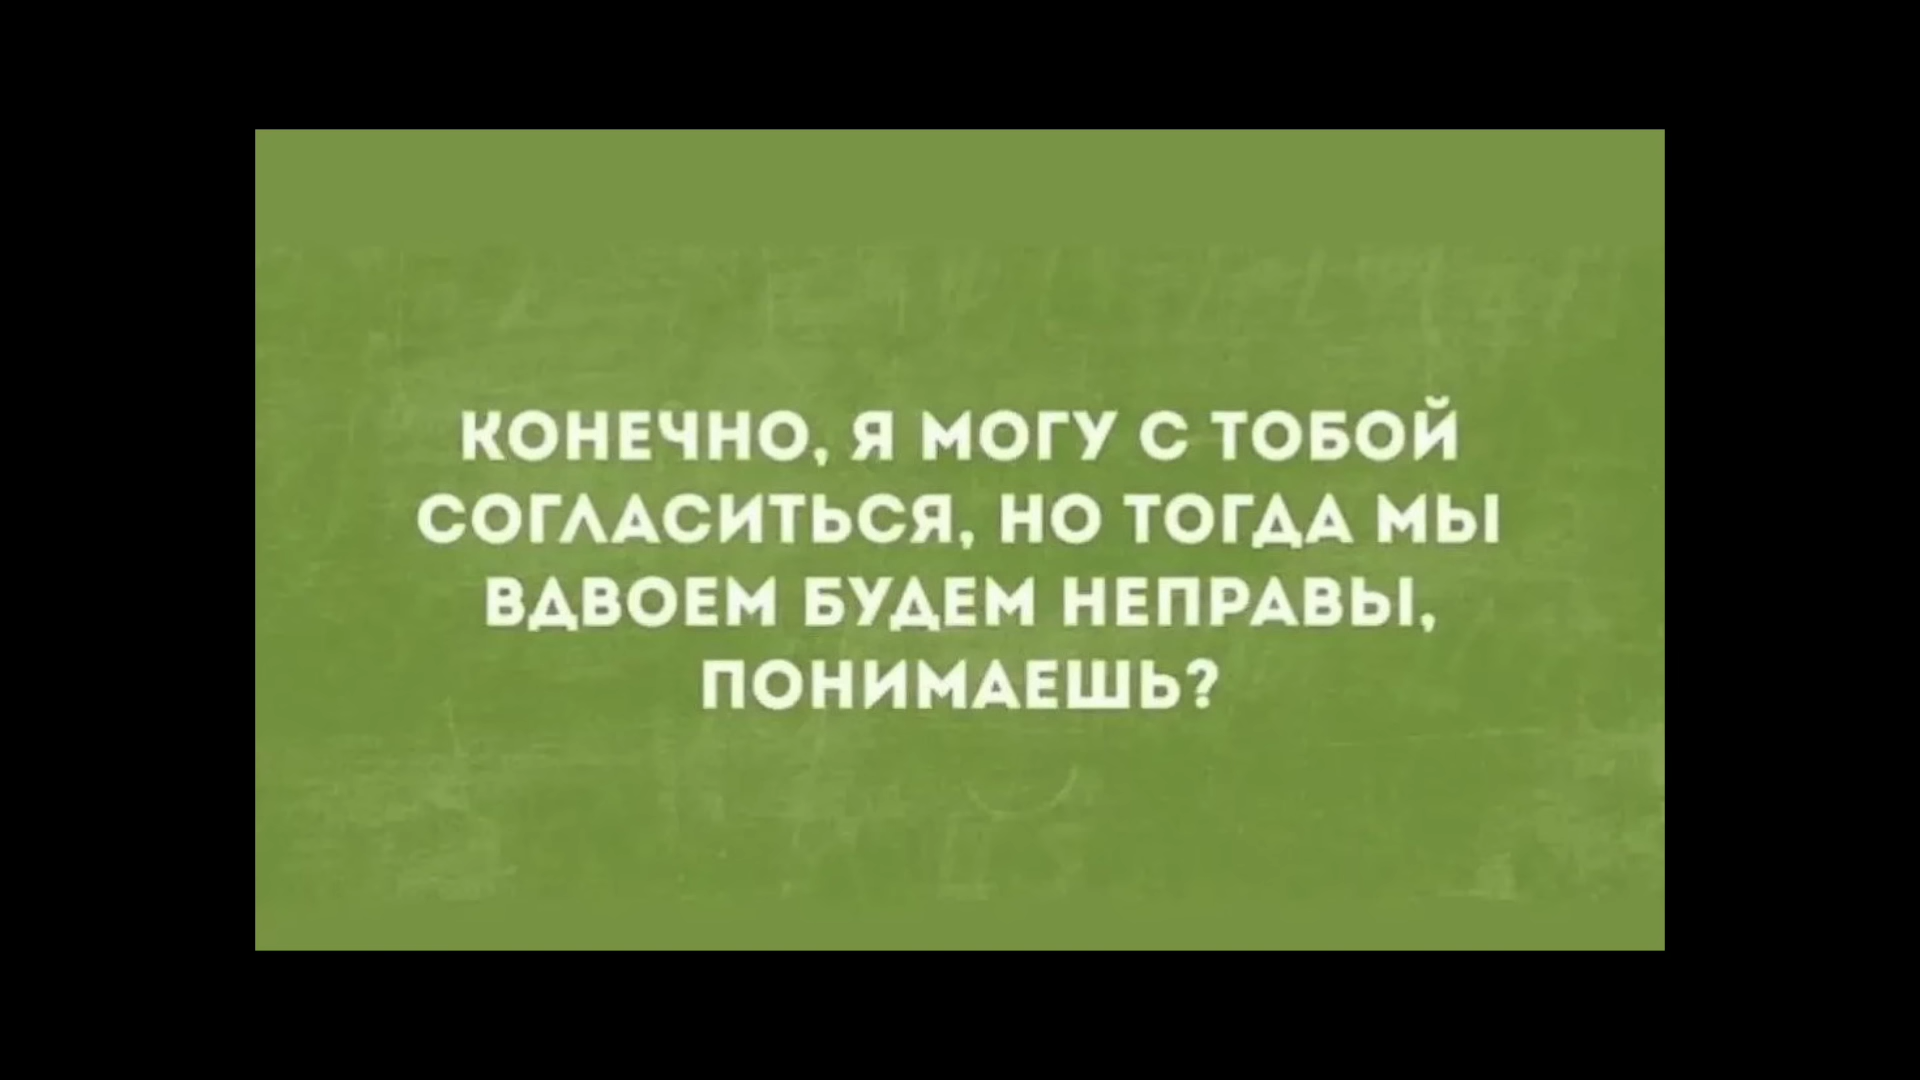 КОНЕЧНО, Я МОГУ С ТОБОЙ
СОГЛАСИТЬСЯ, НО ТОГДА МЫ
ВДВОЕМ БУДЕМ НЕПРАВЫ,
ПОНИМАЕШЬ?